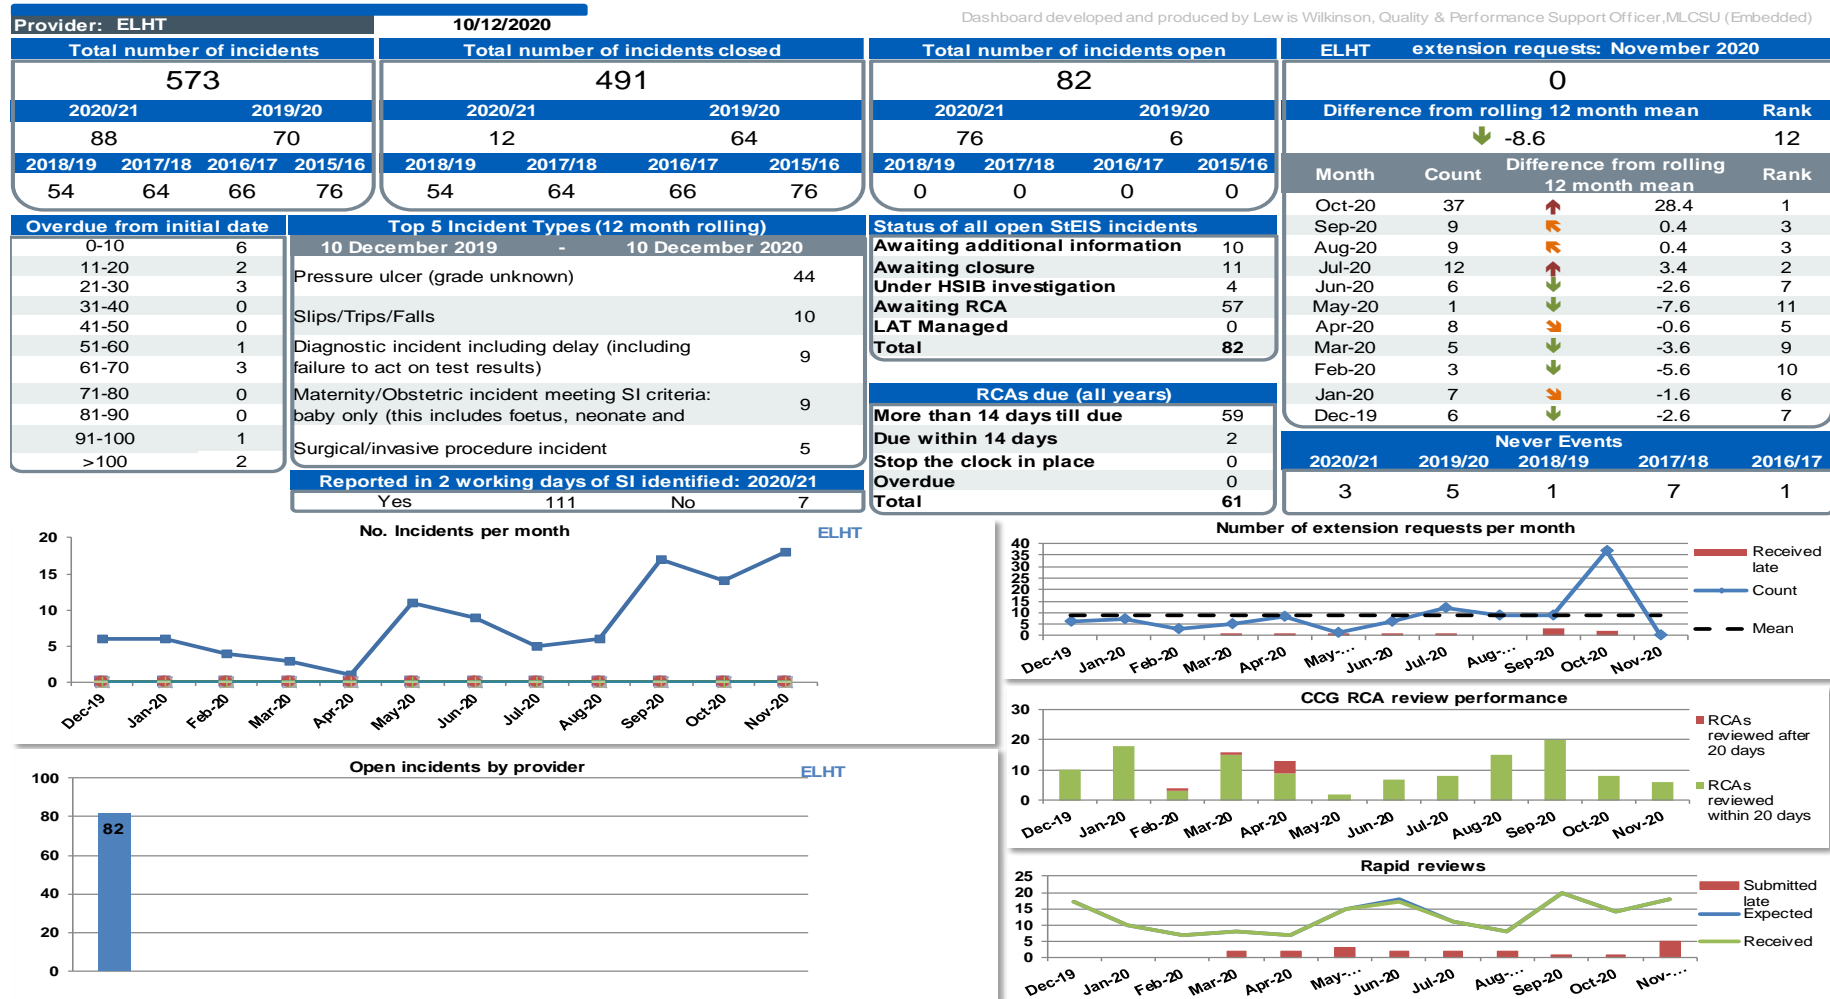 Dashboard developed and produced by Lewis Wilkinson, Quality & Performance Support Officer,MLCSU (Embedded)
Provider: ELHT 10/12/2020
Total number of incidents
573
2020/21 2019/20
88 70
2018/19 2017/18 2016/17 2015/16
54 64 66 76
Total number of incidents closed
491
2020/21 2019/20
12 64
2018/19 2017/18 2016/17 2015/16
54 64 66 76
Total number of incidents open
82
2020/21 2019/20
76 6
2018/19 2017/18 2016/17 2015/16
0 0 0 0
ELHT extension requests: November 2020
0
Difference from rolling 12 month mean Rank
-8.6 12
Month Count Difference from rolling 12 month mean Rank
Oct-20 37 28.4 1
Sep-20 9 0.4 3
Aug-20 9 0.4 3
Jul-20 12 3.4 2
Jun-20 6 -2.6 7
May-20 1 -7.6 11
Apr-20 8 -0.6 5
Mar-20 5 -3.6 9
Feb-20 3 -5.6 10
Jan-20 7 -1.6 6
Dec-19 6 -2.6 7
Overdue from initial date
0-10 6
11-20 2
21-30 3
31-40 0
41-50 0
51-60 1
61-70 3
71-80 0
81-90 0
91-100 1
>100 2
Top 5 Incident Types (12 month rolling)
10 December 2019 - 10 December 2020
Pressure ulcer (grade unknown) 44
Slips/Trips/Falls 10
Diagnostic incident including delay (including
failure to act on test results) 9
Maternity/Obstetric incident meeting SI criteria:
baby only (this includes foetus, neonate and 9
Surgical/invasive procedure incident 5
Reported in 2 working days of SI identified: 2020/21
Yes 111 No 7
Status of all open StEIS incidents
Awaiting additional information 10
Awaiting closure 11
Under HSIB investigation 4
Awaiting RCA 57
LAT Managed 0
Total 82
RCAs due (all years)
More than 14 days till due 59
Due within 14 days 2
Stop the clock in place 0
Overdue 0
Total 61
Never Events
2020/21 2019/20 2018/19 2017/18 2016/17
3 5 1 7 1
No. Incidents per month
ELHT
20
15
10
5
0
Dec-19 Jan-20 Feb-20 Mar-20 Apr-20 May-20 Jun-20 Jul-20 Aug-20 Sep-20 Oct-20 Nov-20
Open incidents by provider
ELHT
100
80
60
40
20
0
82
Number of extension requests per month
40
35
30
25
20
15
10
5
0
Dec-19 Jan-20 Feb-20 Mar-20 Apr-20 May-... Jun-20 Jul-20 Aug-... Sep-20 Oct-20 Nov-20
Received
late
Count
Mean
CCG RCA review performance
30
20
10
0
Dec-19 Jan-20 Feb-20 Mar-20 Apr-20 May-20 Jun-20 Jul-20 Aug-20 Sep-20 Oct-20 Nov-20
RCAs
reviewed after
20 days
RCAs
reviewed
within 20 days
Rapid reviews
25
20
15
10
5
0
Dec-19 Jan-20 Feb-20 Mar-20 Apr-20 May-... Jun-20 Jul-20 Aug-... Sep-20 Oct-20 Nov-...
Submitted
late
Expected
Received